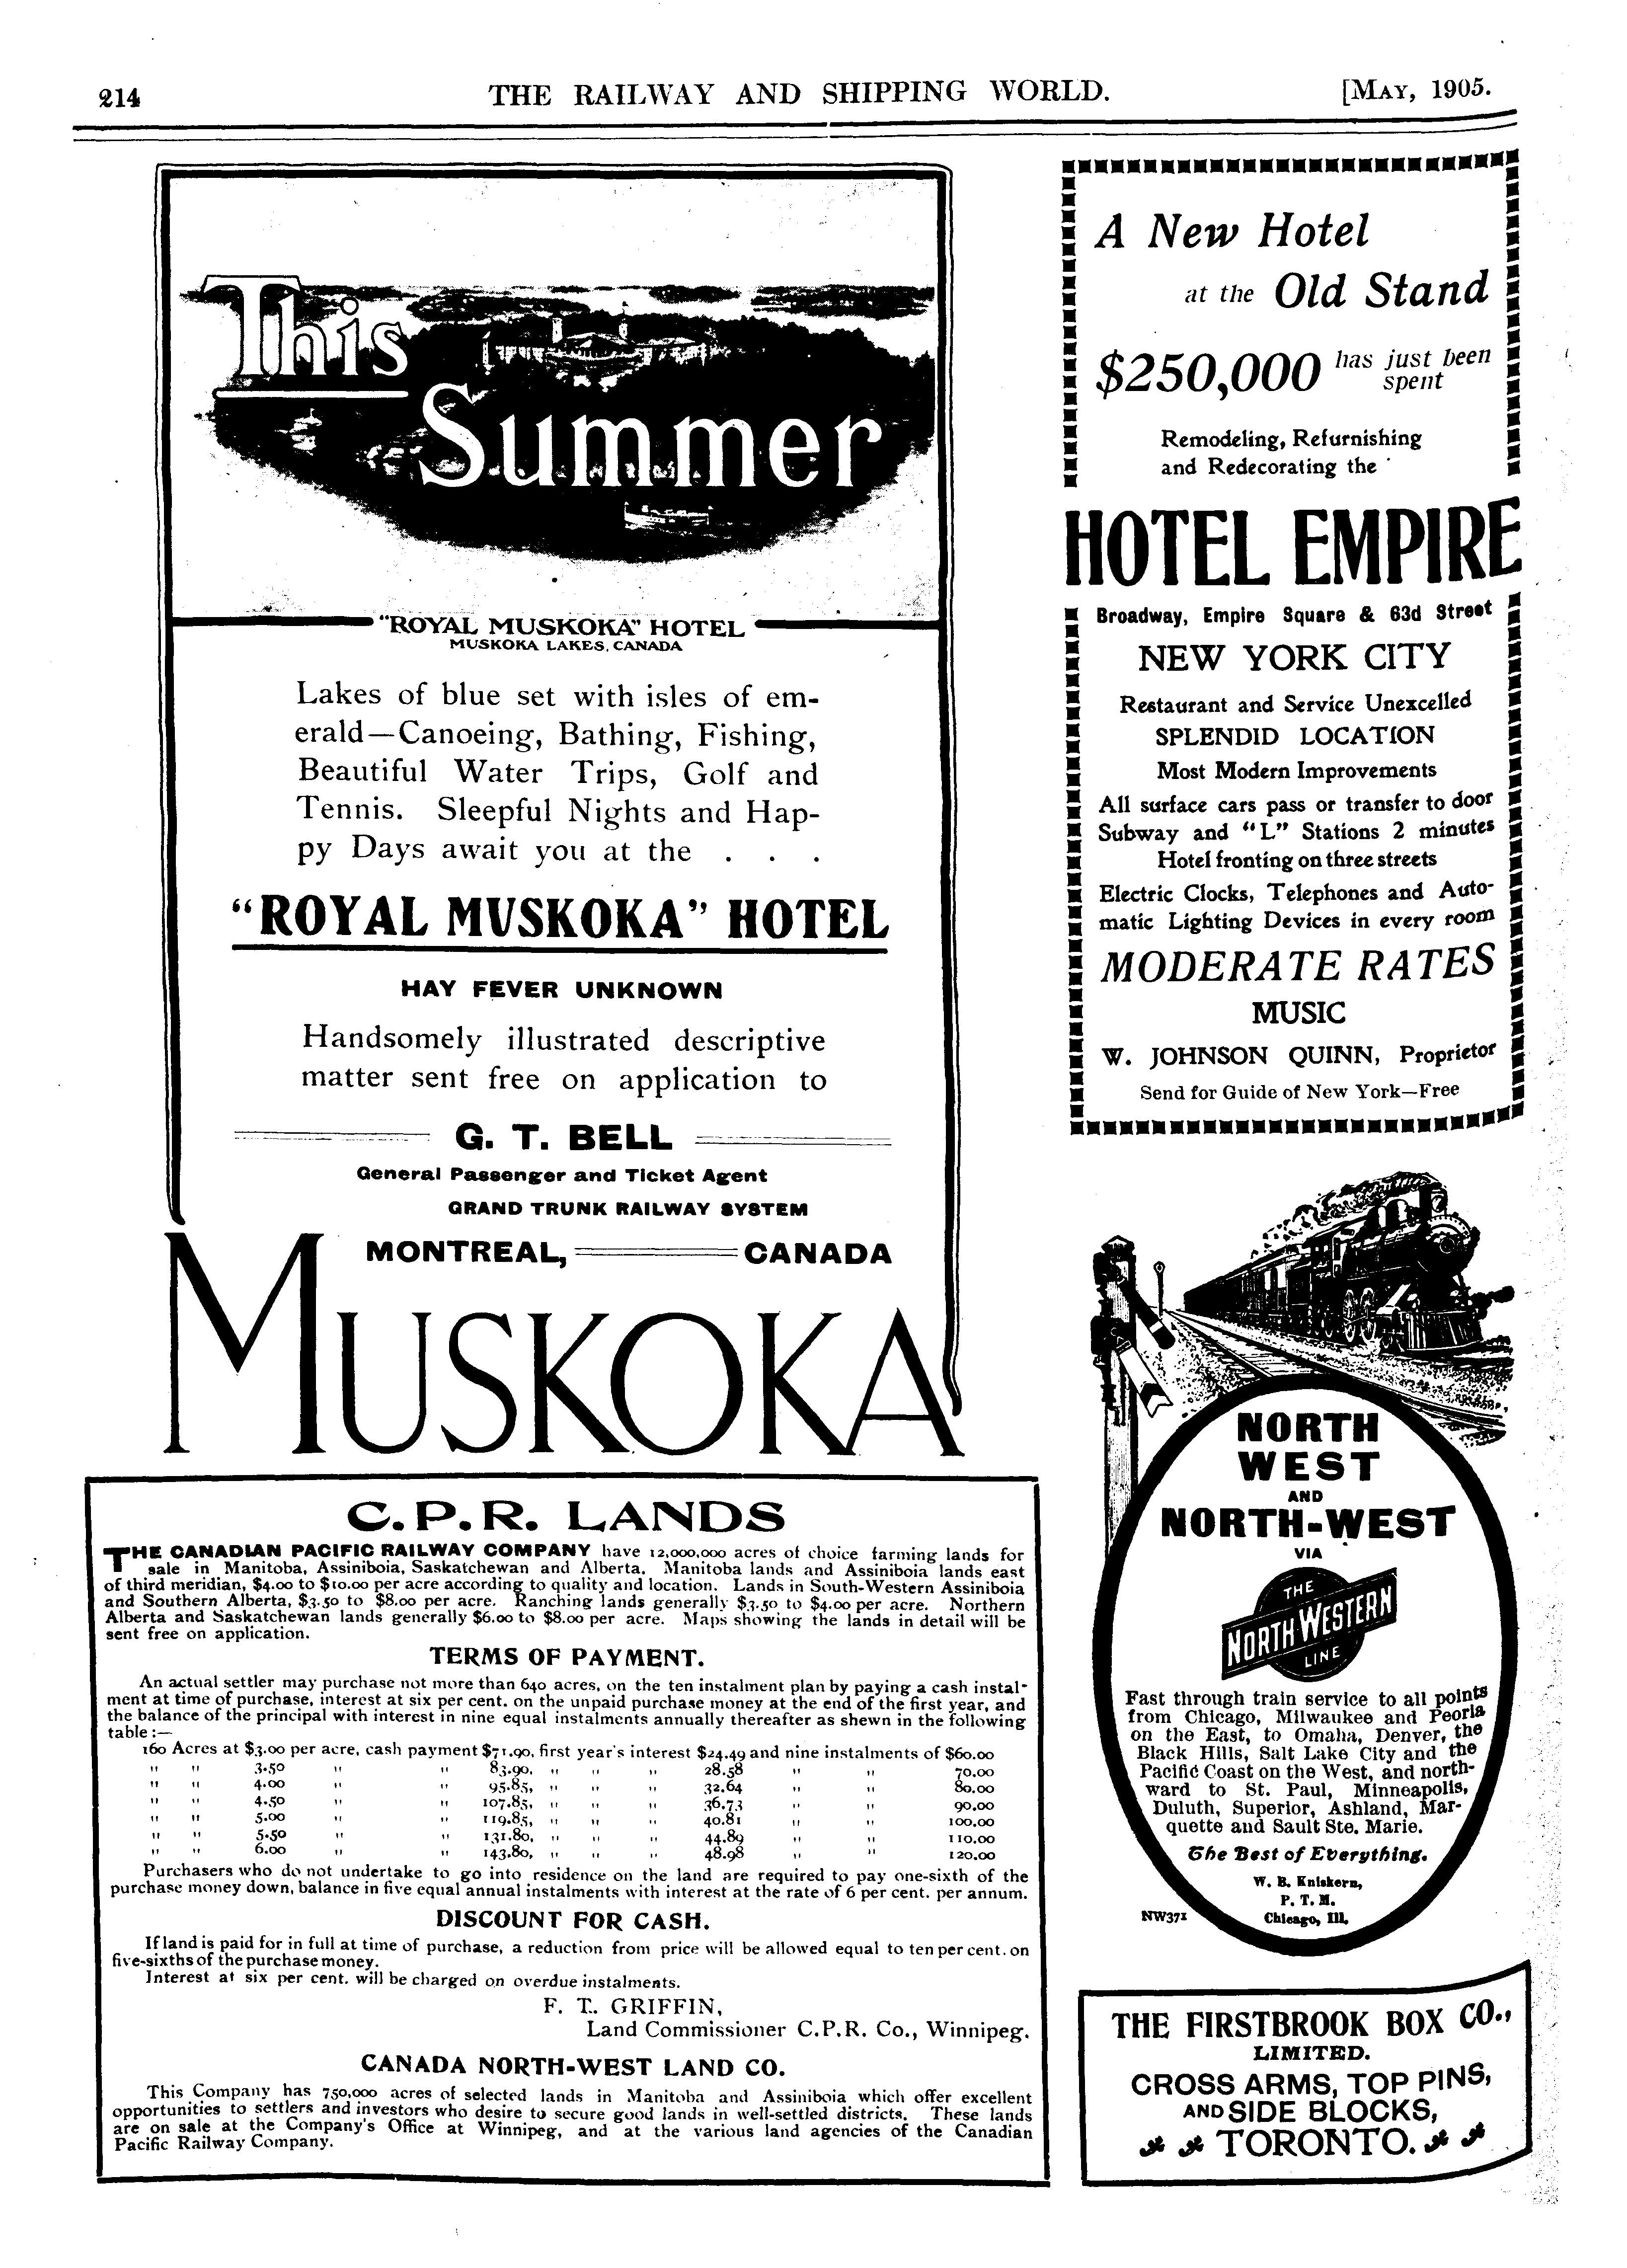 214
THE RAILWAY AND SHIPPING WORLD.
[MAY, 1905.
This
Summer
"ROYAL MUSKOKA" HOTEL
MUSKOKA LAKES, CANADA
Lakes of blue set with isles of em-
erald—Canoeing, Bathing, Fishing,
Beautiful Water Trips, Golf and
Tennis. Sleepful Nights and Hap-
py Days await you at the . . .
"ROYAL MUSKOKA" HOTEL
HAY FEVER UNKNOWN
Handsomely illustrated descriptive
matter sent free on application to
G. T. BELL
General Passenger and Ticket Agent
GRAND TRUNK RAILWAY SYSTEM
MONTREAL, CANADA
MUSKOKA
C.P.R. LANDS
THE CANADIAN PACIFIC RAILWAY COMPANY have 12,000,000 acres of choice farming lands for
sale in Manitoba, Assiniboia, Saskatchewan and Alberta. Manitoba lands and Assiniboia lands east
of third meridian, $4.00 to $10.00 per acre according to quality and location. Lands in South-Western Assiniboia
and Southern Alberta, $3.50 to $8.00 per acre. Ranching lands generally $3.50 to $4.00 per acre. Northern
Alberta and Saskatchewan lands generally $6.00 to $8.00 per acre. Maps showing the lands in detail will be
sent free on application.
TERMS OF PAYMENT.
An actual settler may purchase not more than 640 acres, on the ten instalment plan by paying a cash instal-
ment at time of purchase, interest at six per cent. on the unpaid purchase money at the end of the first year, and
the balance of the principal with interest in nine equal instalments annually thereafter as shewn in the following
table:—
160 Acres at $3.00 per acre, cash payment $71.90, first year's interest $24.49 and nine instalments of $60.00
" " 3.50 " " 83.90, " " " 28.58 " " 70.00
" " 4.00 " " 95.85, " " " 32.64 " " 80.00
" " 4.50 " " 107.85, " " " 36.73 " " 90.00
" " 5.00 " " 119.85, " " " 40.81 " " 100.00
" " 5.50 " " 131.80, " " " 44.89 " " 110.00
" " 6.00 " " 143.80, " " " 48.98 " " 120.00
Purchasers who do not undertake to go into residence on the land are required to pay one-sixth of the
purchase money down, balance in five equal annual instalments with interest at the rate of 6 per cent. per annum.
DISCOUNT FOR CASH.
If land is paid for in full at time of purchase, a reduction from price will be allowed equal to ten per cent. on
five-sixths of the purchase money.
Interest at six per cent. will be charged on overdue instalments.
F. T. GRIFFIN,
Land Commissioner C.P.R. Co., Winnipeg.
CANADA NORTH-WEST LAND CO.
This Company has 750,000 acres of selected lands in Manitoba and Assiniboia which offer excellent
opportunities to settlers and investors who desire to secure good lands in well-settled districts. These lands
are on sale at the Company's Office at Winnipeg, and at the various land agencies of the Canadian
Pacific Railway Company.
A New Hotel
at the Old Stand
$250,000 has just been
spent
Remodeling, Refurnishing
and Redecorating the
HOTEL EMPIRE
Broadway, Empire Square & 63d Street
NEW YORK CITY
Restaurant and Service Unexcelled
SPLENDID LOCATION
Most Modern Improvements
All surface cars pass or transfer to door
Subway and "L" Stations 2 minutes
Hotel fronting on three streets
Electric Clocks, Telephones and Auto-
matic Lighting Devices in every room
MODERATE RATES
MUSIC
W. JOHNSON QUINN, Proprietor
Send for Guide of New York—Free
NORTH
WEST
AND
NORTH-WEST
VIA
THE
NORTH WESTERN
LINE
Fast through train service to all points
from Chicago, Milwaukee and Peoria
on the East, to Omaha, Denver, the
Black Hills, Salt Lake City and the
Pacific Coast on the West, and north-
ward to St. Paul, Minneapolis,
Duluth, Superior, Ashland, Mar-
quette and Sault Ste. Marie.
The Best of Everything.
W. B. Kniskern,
P. T. M.
Chicago, Ill.
NW371
THE FIRSTBROOK BOX CO.,
LIMITED.
CROSS ARMS, TOP PINS,
AND SIDE BLOCKS,
TORONTO.